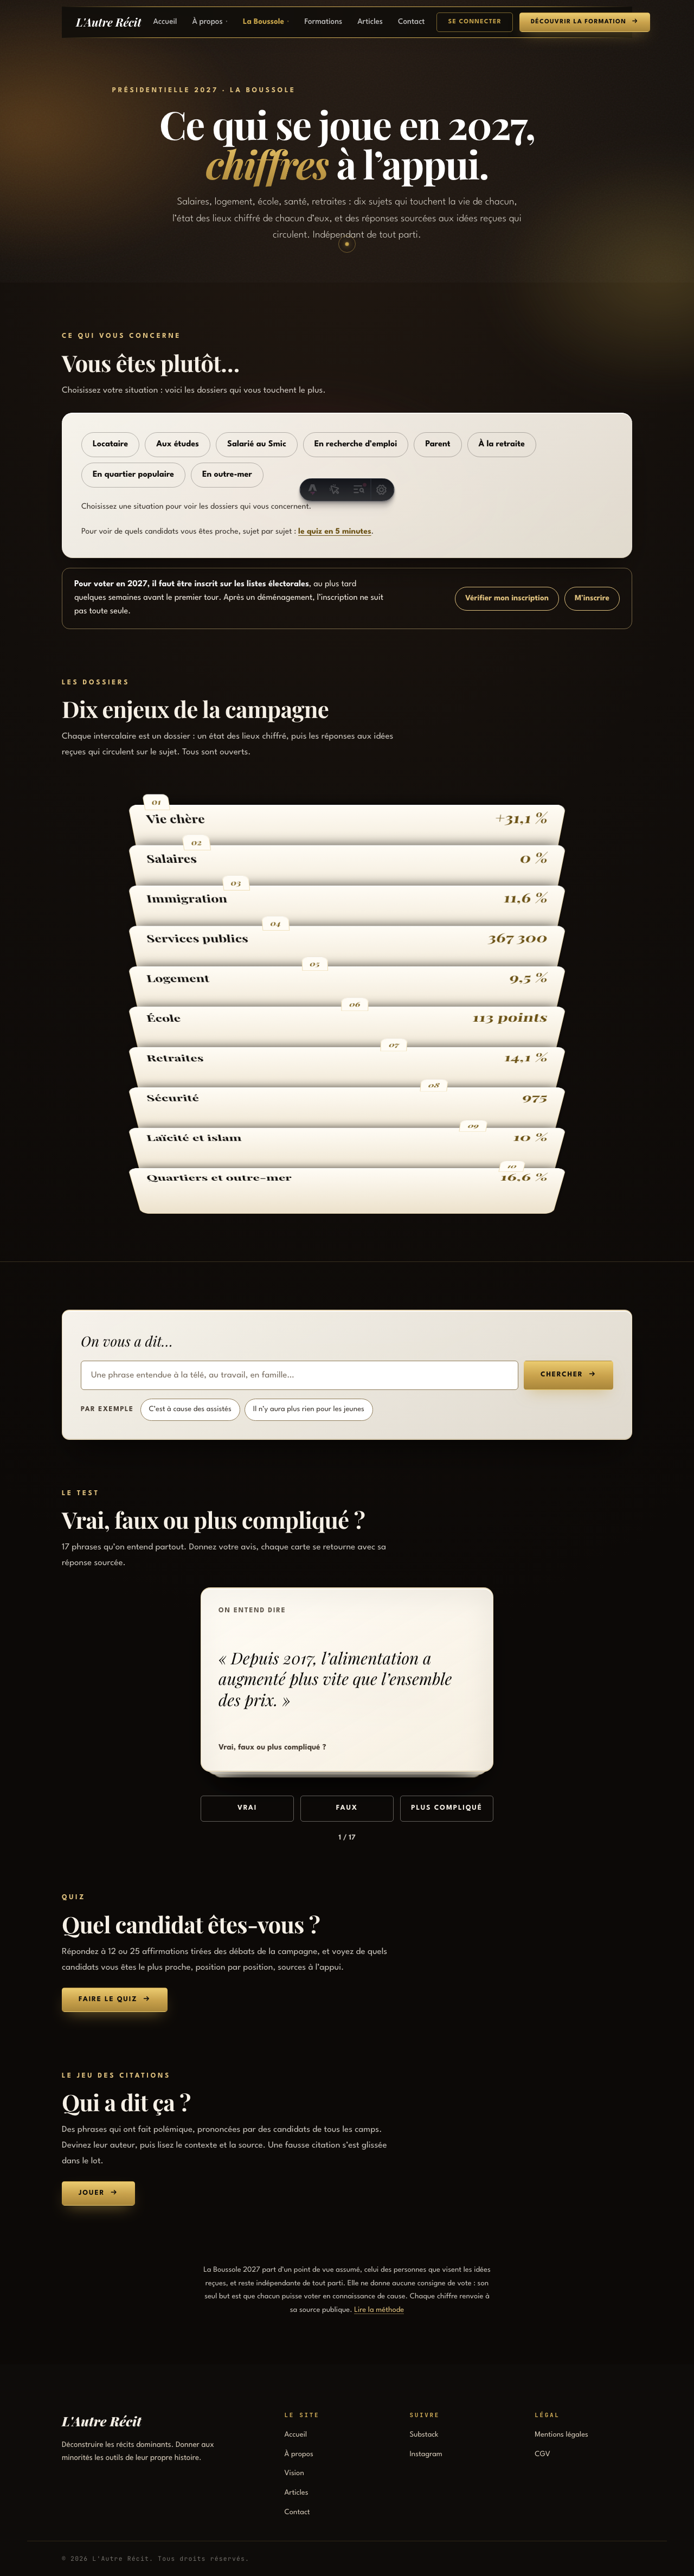 L'Autre Récit
Accueil
À propos
La Boussole
Formations
Articles
Contact
SE CONNECTER
DÉCOUVRIR LA FORMATION →
PRÉSIDENTIELLE 2027 · LA BOUSSOLE
Ce qui se joue en 2027,
chiffres à l'appui.
Salaires, logement, école, santé, retraites : dix sujets qui touchent la vie de chacun,
l'état des lieux chiffré de chacun d'eux, et des réponses sourcées aux idées reçues qui
circulent. Indépendant de tout parti.
CE QUI VOUS CONCERNE
Vous êtes plutôt…
Choisissez votre situation : voici les dossiers qui vous touchent le plus.
Locataire
Aux études
Salarié au Smic
En recherche d'emploi
Parent
À la retraite
En quartier populaire
En outre-mer
Choisissez une situation pour voir les dossiers qui vous concernent.
Pour voir de quels candidats vous êtes proche, sujet par sujet : le quiz en 5 minutes.
Pour voter en 2027, il faut être inscrit sur les listes électorales, au plus tard
quelques semaines avant le premier tour. Après un déménagement, l'inscription ne suit
pas toute seule.
Vérifier mon inscription
M'inscrire
LES DOSSIERS
Dix enjeux de la campagne
Chaque intercalaire est un dossier : un état des lieux chiffré, puis les réponses aux idées
reçues qui circulent sur le sujet. Tous sont ouverts.
01
Vie chère +31,1 %
02
Salaires 0 %
03
Immigration 11,6 %
04
Services publics 367 300
05
Logement 9,5 %
06
École 113 points
07
Retraites 14,1 %
08
Sécurité 975
09
Laïcité et islam 10 %
10
Quartiers et outre-mer 16,6 %
On vous a dit…
Une phrase entendue à la télé, au travail, en famille…
CHERCHER →
PAR EXEMPLE
C'est à cause des assistés
Il n'y aura plus rien pour les jeunes
LE TEST
Vrai, faux ou plus compliqué ?
17 phrases qu'on entend partout. Donnez votre avis, chaque carte se retourne avec sa
réponse sourcée.
ON ENTEND DIRE
« Depuis 2017, l'alimentation a
augmenté plus vite que l'ensemble
des prix. »
Vrai, faux ou plus compliqué ?
VRAI
FAUX
PLUS COMPLIQUÉ
1 / 17
QUIZ
Quel candidat êtes-vous ?
Répondez à 12 ou 25 affirmations tirées des débats de la campagne, et voyez de quels
candidats vous êtes le plus proche, position par position, sources à l'appui.
FAIRE LE QUIZ →
LE JEU DES CITATIONS
Qui a dit ça ?
Des phrases qui ont fait polémique, prononcées par des candidats de tous les camps.
Devinez leur auteur, puis lisez le contexte et la source. Une fausse citation s'est glissée
dans le lot.
JOUER →
La Boussole 2027 part d'un point de vue assumé, celui des personnes que visent les idées
reçues, et reste indépendante de tout parti. Elle ne donne aucune consigne de vote : son
seul but est que chacun puisse voter en connaissance de cause. Chaque chiffre renvoie à
sa source publique. Lire la méthode
L'Autre Récit
Déconstruire les récits dominants. Donner aux
minorités les outils de leur propre histoire.
LE SITE
Accueil
À propos
Vision
Articles
Contact
SUIVRE
Substack
Instagram
LÉGAL
Mentions légales
CGV
© 2026 L'Autre Récit. Tous droits réservés.